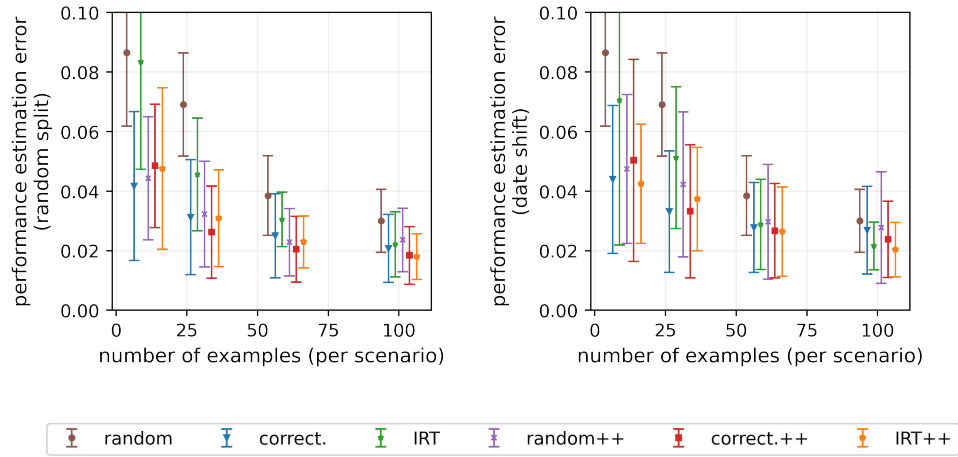 performance estimation error
(random split)
0.10
0.08
0.06
0.04
0.02
0.00
0 25 50 75 100
number of examples (per scenario)
performance estimation error
(date shift)
0.10
0.08
0.06
0.04
0.02
0.00
0 25 50 75 100
number of examples (per scenario)
random correct. IRT random++ correct.++ IRT++